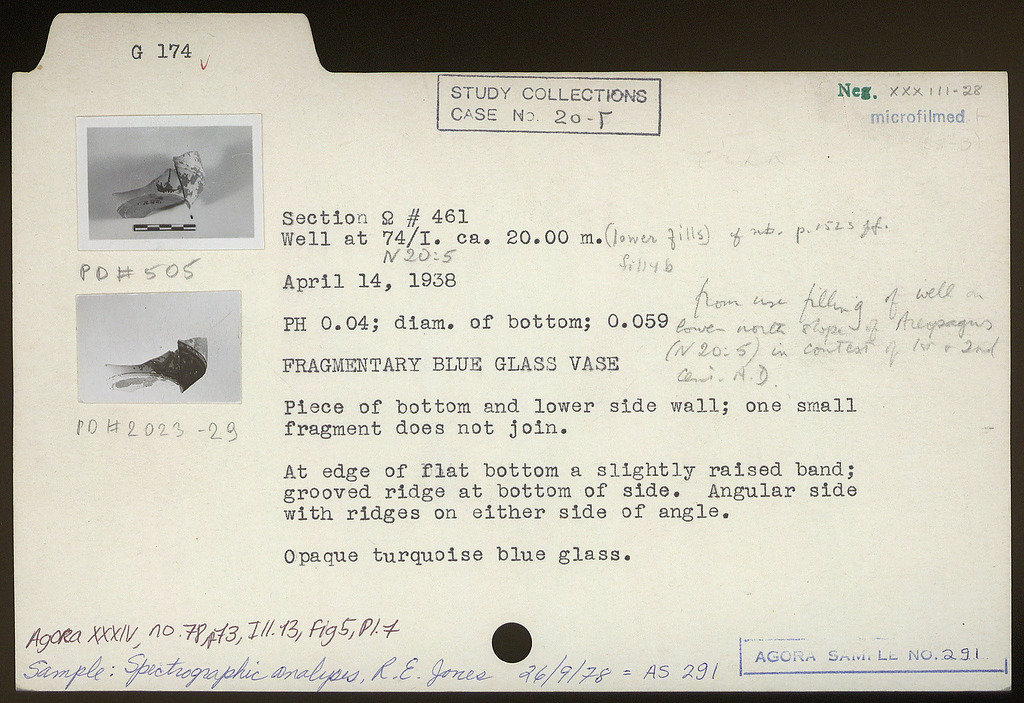 G 174
STUDY COLLECTIONS
CASE No. 20-Γ
Neg. XXXIII-28
microfilmed
Section Ω # 461
Well at 74/Ι. ca. 20.00 m. (lower fills) cf nb. p. 1523 ff.
N 20:5
PD # 505
April 14, 1938
from use filling of well on
PH 0.04; diam. of bottom; 0.059
lower north slope of Areopagus
(N 20:5) in context of 1st & 2nd
cent. A.D.
FRAGMENTARY BLUE GLASS VASE
PD # 2023-29
Piece of bottom and lower side wall; one small
fragment does not join.
At edge of flat bottom a slightly raised band;
grooved ridge at bottom of side. Angular side
with ridges on either side of angle.
Opaque turquoise blue glass.
Agora XXXIV, no. 79, p73, Ill. 13, Fig 5, Pl. 7
Sample: Spectrographic analysis, R.E. Jones 26/9/78 = AS 291
AGORA SAMPLE NO. 291